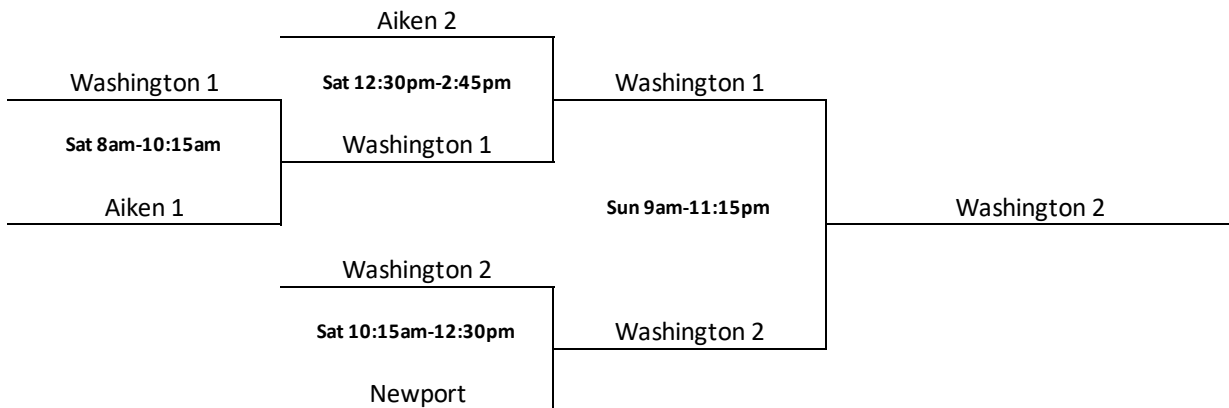 Aiken 2
Washington 1
Sat 12:30pm-2:45pm
Washington 1
Sat 8am-10:15am
Washington 1
Aiken 1
Sun 9am-11:15pm
Washington 2
Washington 2
Sat 10:15am-12:30pm
Washington 2
Newport